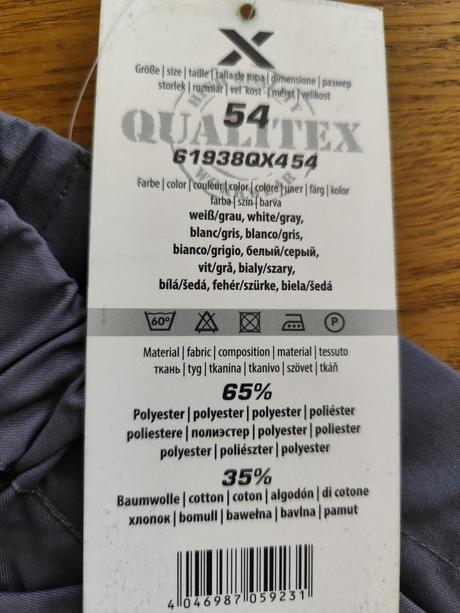 X
Größe | size | taille | talla de ropa | dimensione | размер
storlek | rozmiar | vel´kost´ | méret | velikost
54
QUALITEX
WORKWEAR
61938QX454
Farbe | color | couleur | color | colore | цвет | färg | kolor
farba | szín | barva
weiß/grau, white/gray,
blanc/gris, blanco/gris,
bianco/grigio, белый/серый,
vit/grå, bialy/szary,
bílá/šedá, fehér/szürke, biela/šedá
60°
P
Material | fabric | composition | material | tessuto
ткань | tyg | tkanina | tkanivo | szövet | tkáň
65%
Polyester | polyester | polyester | poliéster
poliestere | полиэстер | polyester | poliester
polyester | poliészter | polyester
35%
Baumwolle | cotton | coton | algodón | di cotone
хлопок | bomull | bawełna | bavlna | pamut
4 046987 059231